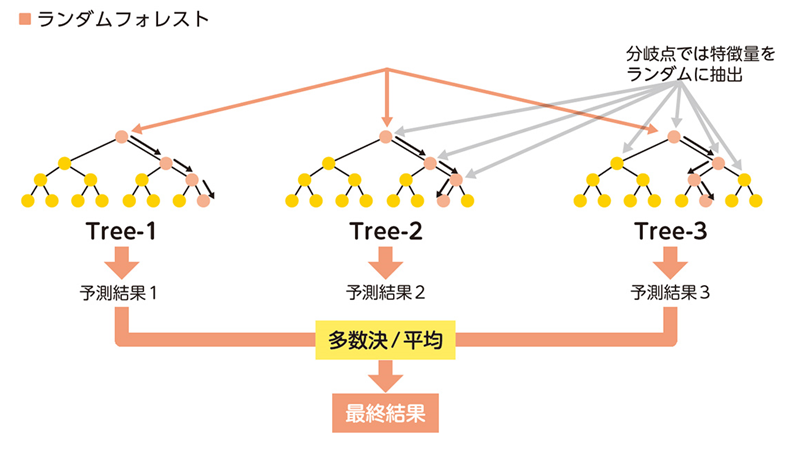 ランダムフォレスト
分岐点では特徴量を
ランダムに抽出
Tree-1
Tree-2
Tree-3
予測結果1
予測結果2
予測結果3
多数決/平均
最終結果